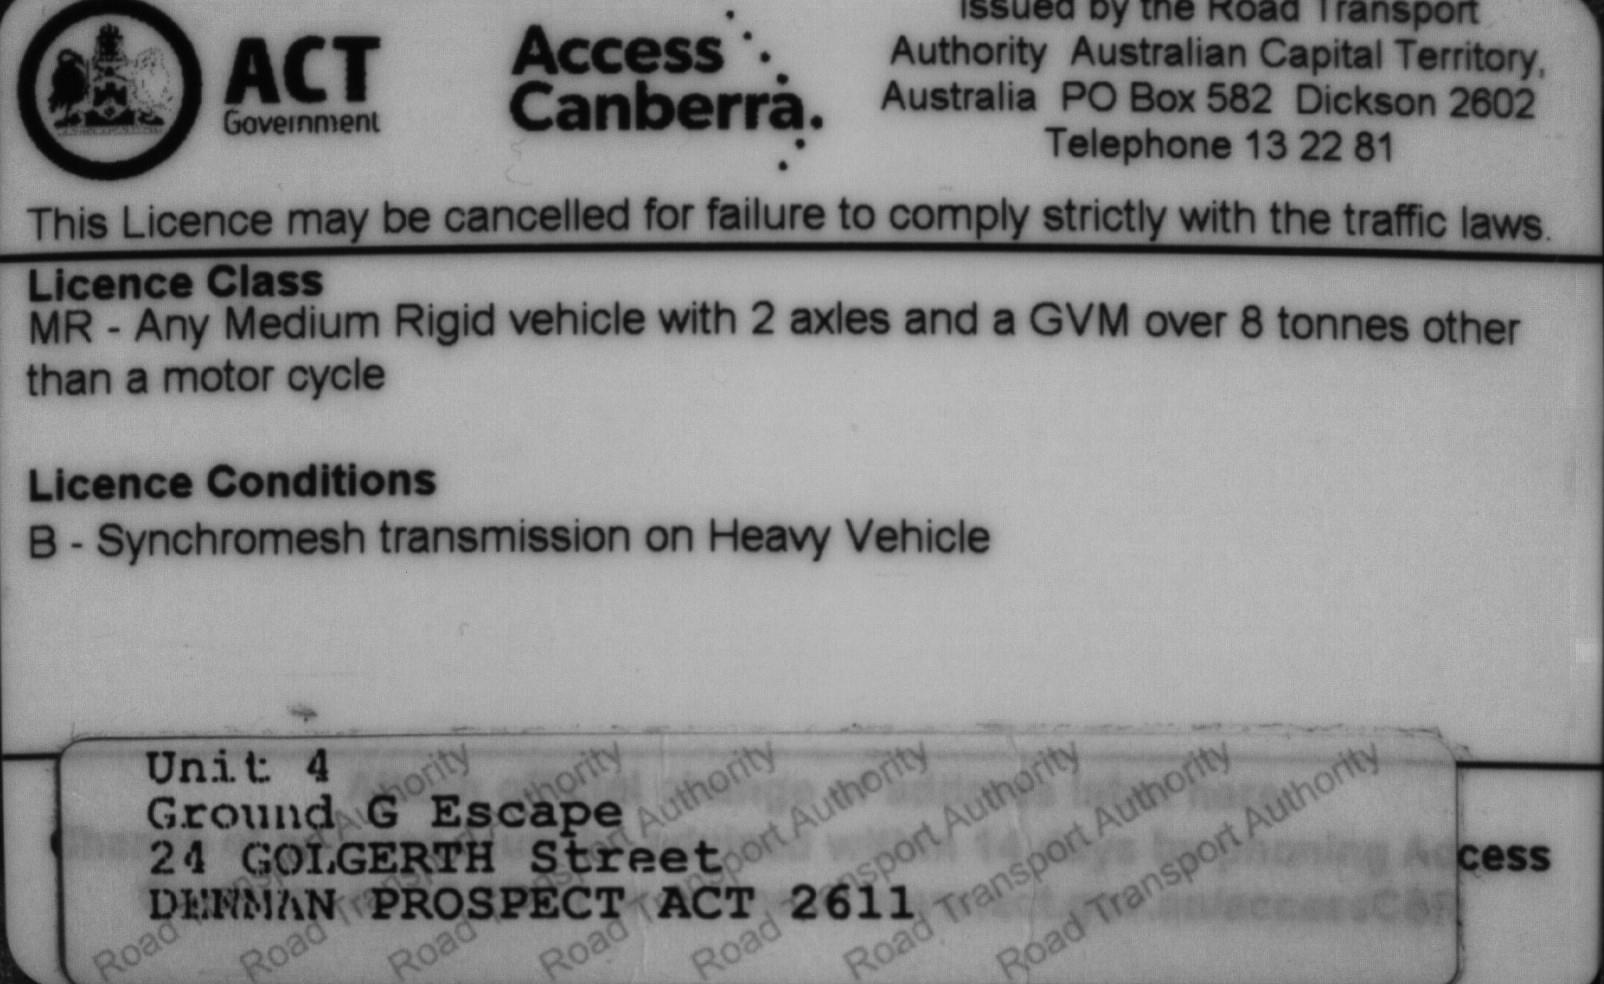 ACT
Government
Access
Canberra.
Issued by the Road Transport
Authority Australian Capital Territory,
Australia PO Box 582 Dickson 2602
Telephone 13 22 81
This Licence may be cancelled for failure to comply strictly with the traffic laws.
Licence Class
MR - Any Medium Rigid vehicle with 2 axles and a GVM over 8 tonnes other
than a motor cycle
Licence Conditions
B - Synchromesh transmission on Heavy Vehicle
Unit 4
Ground G Escape
24 GOLGERTH Street
DENMAN PROSPECT ACT 2611
cess
Road Transport Authority Road Transport Authority Road Transport Authority Road Transport Authority Road Transport Authority Road Transport Authority Road Transport Authority